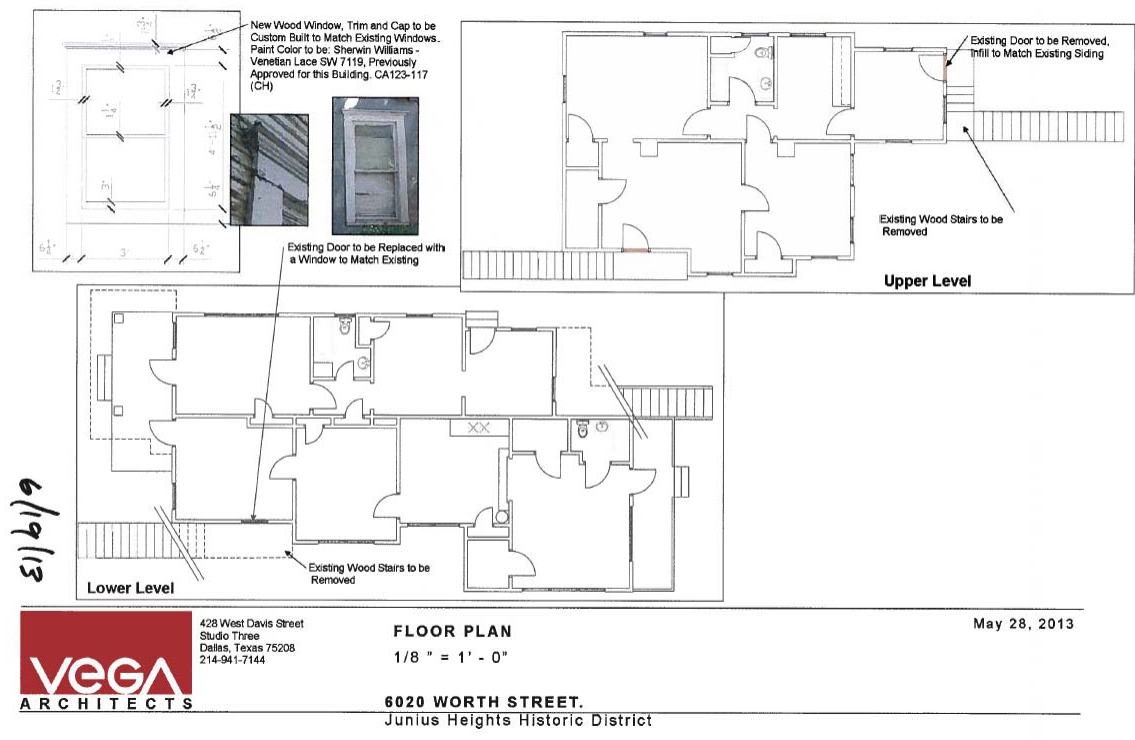 New Wood Window, Trim and Cap to be
Custom Built to Match Existing Windows.
Paint Color to be: Sherwin Williams -
Venetian Lace SW 7119, Previously
Approved for this Building. CA123-117
(CH)
6½"
3'
6½"
3'
Existing Door to be Replaced with
a Window to Match Existing
Existing Door to be Removed,
Infill to Match Existing Siding
Existing Wood Stairs to be
Removed
Upper Level
Existing Wood Stairs to be
Removed
Lower Level
6/19/13
VEGA
ARCHITECTS
428 West Davis Street
Studio Three
Dallas, Texas 75208
214-941-7144
FLOOR PLAN
1/8 " = 1' - 0"
6020 WORTH STREET.
Junius Heights Historic District
May 28, 2013